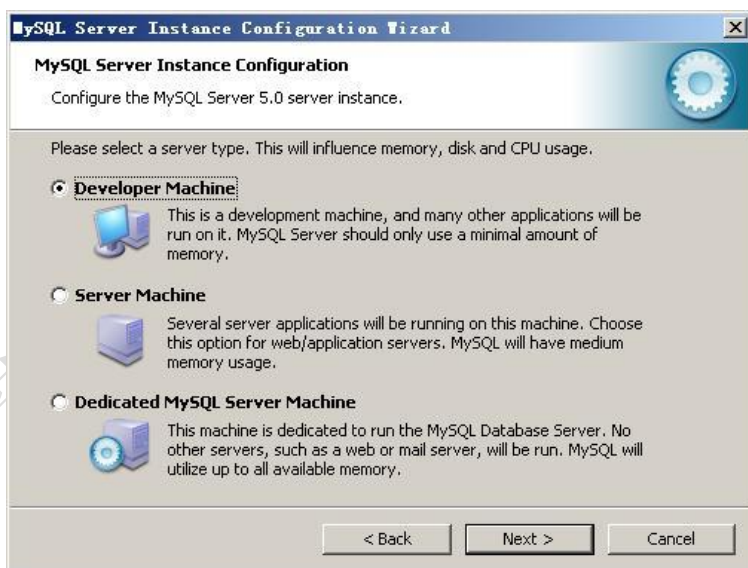 MySQL Server Instance Configuration Wizard
MySQL Server Instance Configuration
Configure the MySQL Server 5.0 server instance.
Please select a server type. This will influence memory, disk and CPU usage.
Developer Machine
This is a development machine, and many other applications will be
run on it. MySQL Server should only use a minimal amount of
memory.
Server Machine
Several server applications will be running on this machine. Choose
this option for web/application servers. MySQL will have medium
memory usage.
Dedicated MySQL Server Machine
This machine is dedicated to run the MySQL Database Server. No
other servers, such as a web or mail server, will be run. MySQL will
utilize up to all available memory.
< Back
Next >
Cancel